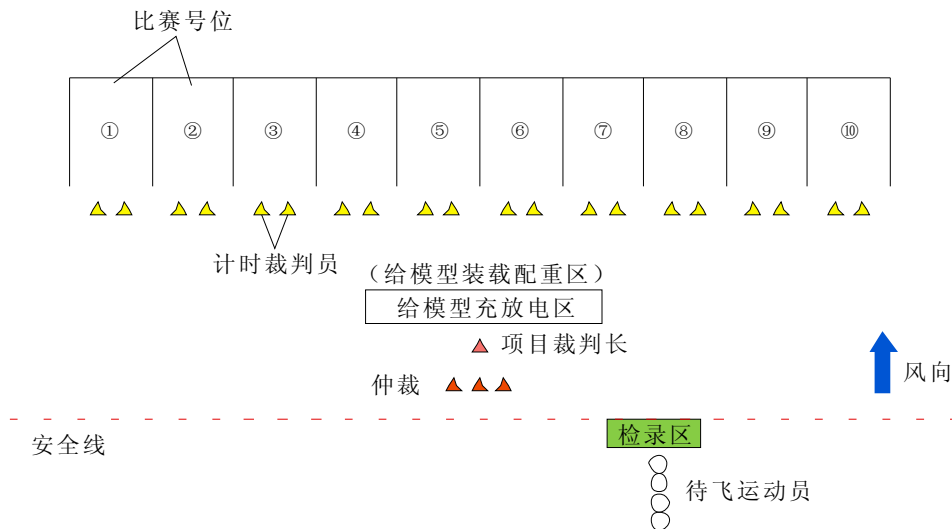 比赛号位
① ② ③ ④ ⑤ ⑥ ⑦ ⑧ ⑨ ⑩
计时裁判员
（给模型装载配重区）
给模型充放电区
项目裁判长
仲裁
风向
安全线
检录区
待飞运动员